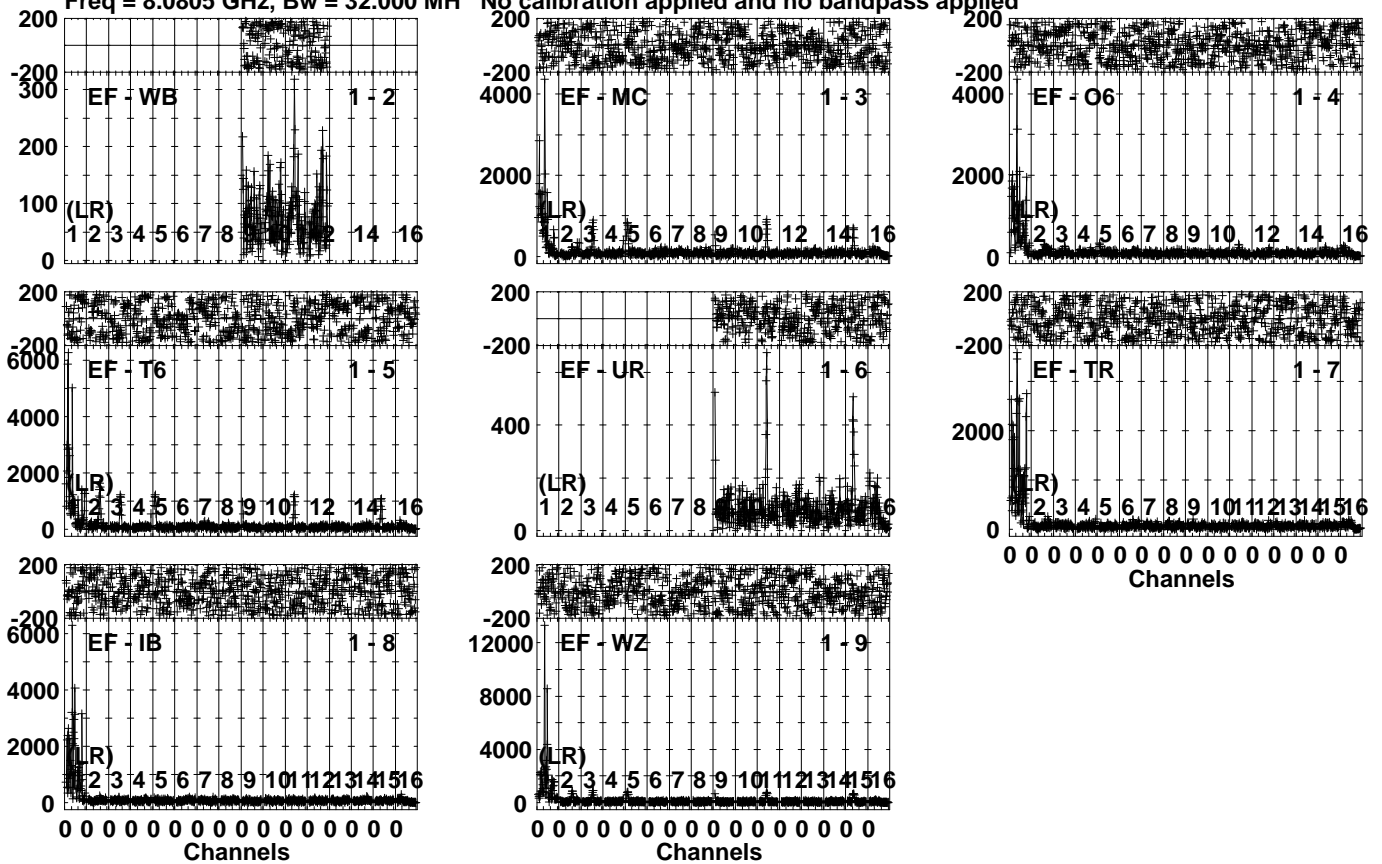 Freq = 8.0805 GHz, Bw = 32.000 MH No calibration applied and no bandpass applied
200
-200
300
200
100
0
EF - WB 1 - 2
(LR)
1 2 3 4 5 6 7 8 2 14 16
200
-200
4000
2000
0
EF - MC 1 - 3
(LR)
2 3 4 5 6 7 8 9 10 12 14 16
200
-200
4000
2000
0
EF - O6 1 - 4
(LR)
2 3 4 5 6 7 8 9 10 12 14 16
200
-200
6000
4000
2000
0
EF - T6 1 - 5
(LR)
2 3 4 5 6 7 8 9 10 12 14 16
200
-200
400
0
EF - UR 1 - 6
(LR)
1 2 3 4 5 6 7 8 6
200
-200
2000
0
EF - TR 1 - 7
(LR)
2 3 4 5 6 7 8 9 10 11 12 13 14 15 16
0 0 0 0 0 0 0 0 0 0 0 0 0 0 0 0
Channels
200
-200
6000
4000
2000
0
EF - IB 1 - 8
(LR)
2 3 4 5 6 7 8 9 10 11 12 13 14 15 16
0 0 0 0 0 0 0 0 0 0 0 0 0 0 0 0
Channels
200
-200
12000
8000
4000
0
EF - WZ 1 - 9
(LR)
2 3 4 5 6 7 8 9 10 11 12 13 14 15 16
0 0 0 0 0 0 0 0 0 0 0 0 0 0 0 0
Channels